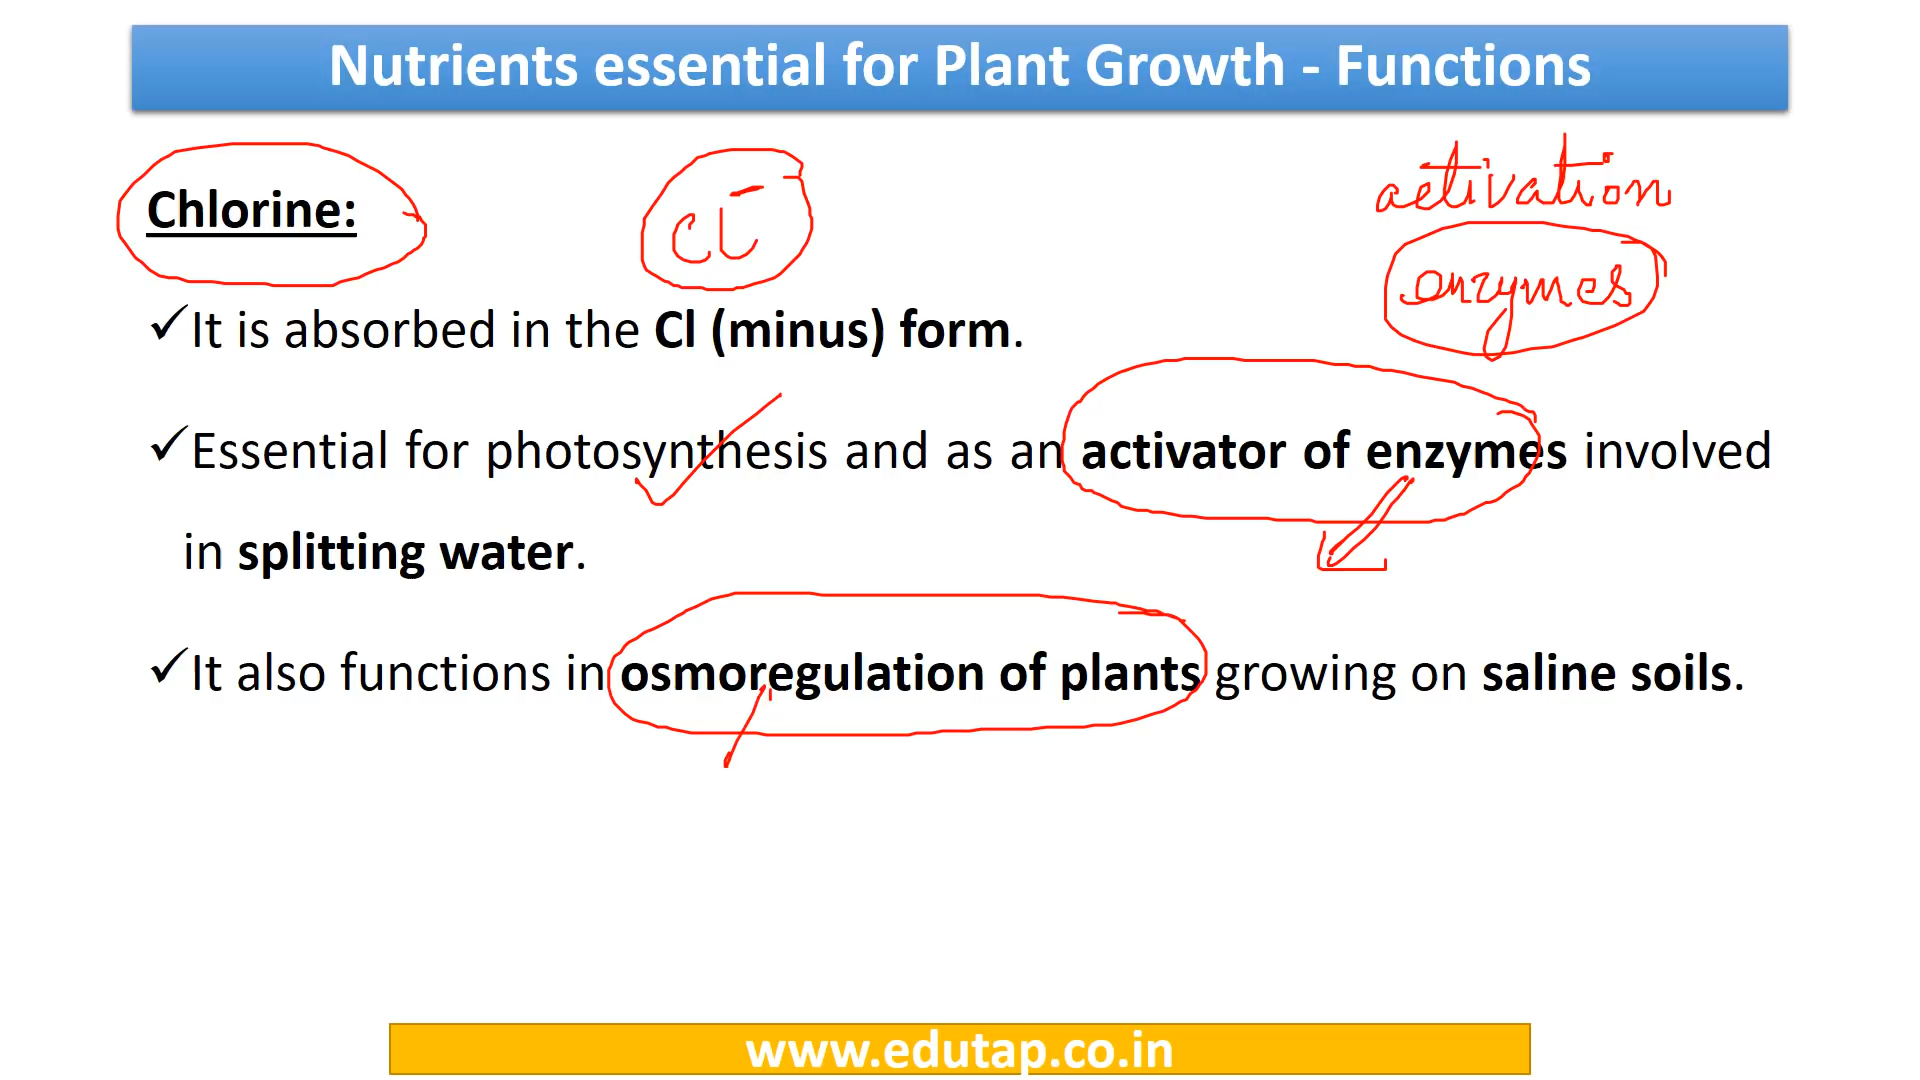 Nutrients essential for Plant Growth - Functions
activation
Chlorine:
Cl⁻
enzymes
✓It is absorbed in the Cl (minus) form.
✓Essential for photosynthesis and as an activator of enzymes involved
in splitting water.
✓It also functions in osmoregulation of plants growing on saline soils.
www.edutap.co.in